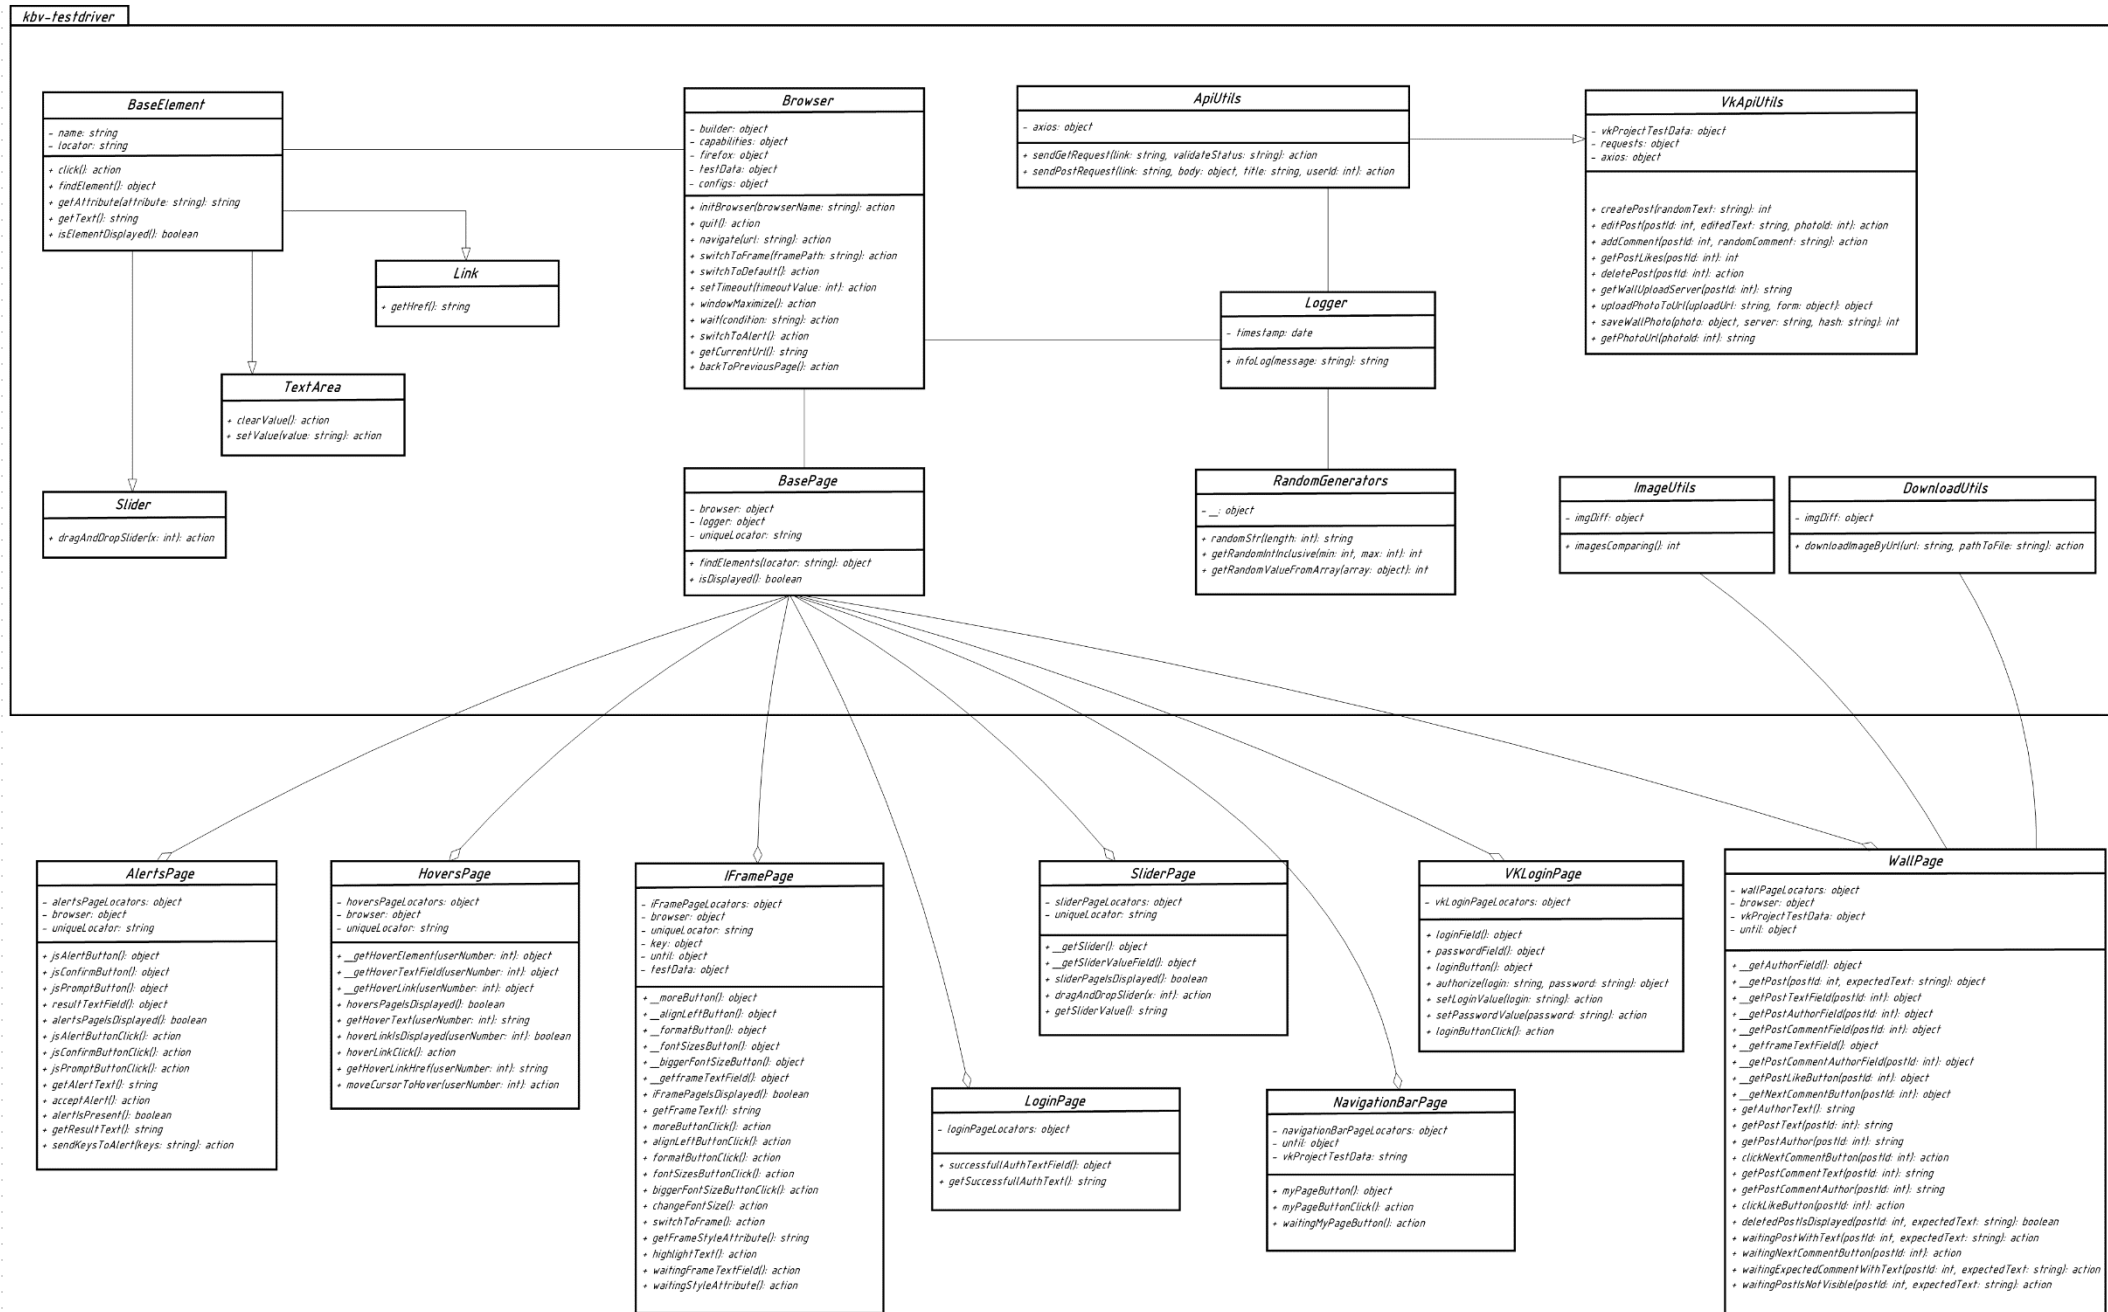 kbv-testdriver
BaseElement
- name: string
- locator: string
+ click(): action
+ findElement(): object
+ getAttribute(attribute: string): string
+ getText(): string
+ isElementDisplayed(): boolean
Browser
- builder: object
- capabilities: object
- firefox: object
- testData: object
- configs: object
+ initBrowser(browserName: string): action
+ quit(): action
+ navigate(url: string): action
+ switchToFrame(framePath: string): action
+ switchToDefault(): action
+ setTimeout(timeoutValue: int): action
+ windowMaximize(): action
+ wait(condition: string): action
+ switchToAlert(): action
+ getCurrentUrl(): string
+ backToPreviousPage(): action
ApiUtils
- axios: object
+ sendGetRequest(link: string, validateStatus: string): action
+ sendPostRequest(link: string, body: object, title: string, userId: int): action
VkApiUtils
- vkProjectTestData: object
- requests: object
- axios: object
+ createPost(randomText: string): int
+ editPost(postId: int, editedText: string, photoId: int): action
+ addComment(postId: int, randomComment: string): action
+ getPostLikes(postId: int): int
+ deletePost(postId: int): action
+ getWallUploadServer(postId: int): string
+ uploadPhotoToUrl(uploadUrl: string, form: object): object
+ saveWallPhoto(photo: object, server: string, hash: string): int
+ getPhotoUrl(photoId: int): string
Link
+ getHref(): string
Logger
- timestamp: date
+ infoLog(message: string): string
TextArea
+ clearValue(): action
+ setValue(value: string): action
Slider
+ dragAndDropSlider(x: int): action
BasePage
- browser: object
- logger: object
- uniqueLocator: string
+ findElements(locator: string): object
+ isDisplayed(): boolean
RandomGenerators
- __: object
+ randomStr(length: int): string
+ getRandomIntInclusive(min: int, max: int): int
+ getRandomValueFromArray(array: object): int
ImageUtils
- imgDiff: object
+ imagesComparing(): int
DownloadUtils
- imgDiff: object
+ downloadImageByUrl(url: string, pathToFile: string): action
AlertsPage
- alertsPageLocators: object
- browser: object
- uniqueLocator: string
+ jsAlertButton(): object
+ jsConfirmButton(): object
+ jsPromptButton(): object
+ resultTextField(): object
+ alertsPageIsDisplayed(): boolean
+ jsAlertButtonClick(): action
+ jsConfirmButtonClick(): action
+ jsPromptButtonClick(): action
+ getAlertText(): string
+ acceptAlert(): action
+ alertIsPresent(): boolean
+ getResultText(): string
+ sendKeysToAlert(keys: string): action
HoversPage
- hoversPageLocators: object
- browser: object
- uniqueLocator: string
+ __getHoverElement(userNumber: int): object
+ __getHoverTextField(userNumber: int): object
+ __getHoverLink(userNumber: int): object
+ hoversPageIsDisplayed(): boolean
+ getHoverText(userNumber: int): string
+ hoverLinkIsDisplayed(userNumber: int): boolean
+ hoverLinkClick(): action
+ getHoverLinkHref(userNumber: int): string
+ moveCursorToHover(userNumber: int): action
IFramePage
- iFramePageLocators: object
- browser: object
- uniqueLocator: string
- key: object
- until: object
- testData: object
+ __moreButton(): object
+ __alignLeftButton(): object
+ __formatButton(): object
+ __fontSizesButton(): object
+ __biggerFontSizeButton(): object
+ __getframeTextField(): object
+ iFramePageIsDisplayed(): boolean
+ getFrameText(): string
+ moreButtonClick(): action
+ alignLeftButtonClick(): action
+ formatButtonClick(): action
+ fontSizesButtonClick(): action
+ biggerFontSizeButtonClick(): action
+ changeFontSize(): action
+ switchToFrame(): action
+ getFrameStyleAttribute(): string
+ highlightText(): action
+ waitingFrameTextField(): action
+ waitingStyleAttribute(): action
LoginPage
- loginPageLocators: object
+ successfullAuthTextField(): object
+ getSuccessfullAuthText(): string
SliderPage
- sliderPageLocators: object
- uniqueLocator: string
+ __getSlider(): object
+ __getSliderValueField(): object
+ sliderPageIsDisplayed(): boolean
+ dragAndDropSlider(x: int): action
+ getSliderValue(): string
NavigationBarPage
- navigationBarPageLocators: object
- until: object
- vkProjectTestData: string
+ myPageButton(): object
+ myPageButtonClick(): action
+ waitingMyPageButton(): action
VKLoginPage
- vkLoginPageLocators: object
+ loginField(): object
+ passwordField(): object
+ loginButton(): object
+ authorize(login: string, password: string): object
+ setLoginValue(login: string): action
+ setPasswordValue(password: string): action
+ loginButtonClick(): action
WallPage
- wallPageLocators: object
- browser: object
- vkProjectTestData: object
- until: object
+ __getAuthorField(): object
+ __getPost(postId: int, expectedText: string): object
+ __getPostTextField(postId: int): object
+ __getPostAuthorField(postId: int): object
+ __getPostCommentField(postId: int): object
+ __getframeTextField(): object
+ __getPostCommentAuthorField(postId: int): object
+ __getPostLikeButton(postId: int): object
+ __getNextCommentButton(postId: int): object
+ getAuthorText(): string
+ getPostText(postId: int): string
+ getPostAuthor(postId: int): string
+ clickNextCommentButton(postId: int): action
+ getPostCommentText(postId: int): string
+ getPostCommentAuthor(postId: int): string
+ clickLikeButton(postId: int): action
+ deletedPostIsDisplayed(postId: int, expectedText: string): boolean
+ waitingPostWithText(postId: int, expectedText: string): action
+ waitingNextCommentButton(postId: int): action
+ waitingExpectedCommentWithText(postId: int, expectedText: string): action
+ waitingPostIsNotVisible(postId: int, expectedText: string): action